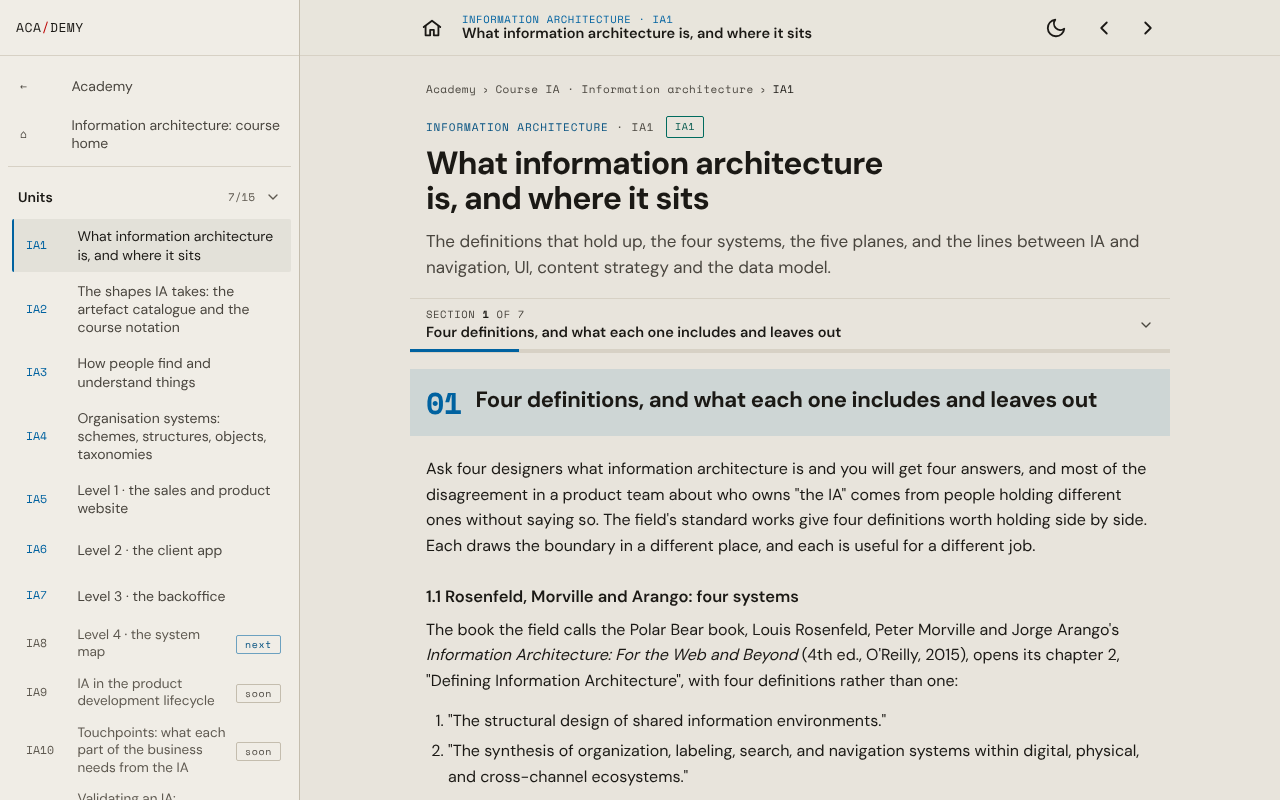 ACA/DEMY
← Academy
⌂ Information architecture: course
home
Units 7/15
IA1 What information architecture
is, and where it sits
IA2 The shapes IA takes: the
artefact catalogue and the
course notation
IA3 How people find and
understand things
IA4 Organisation systems:
schemes, structures, objects,
taxonomies
IA5 Level 1 · the sales and product
website
IA6 Level 2 · the client app
IA7 Level 3 · the backoffice
IA8 Level 4 · the system
map next
IA9 IA in the product
development lifecycle soon
IA10 Touchpoints: what each
part of the business
needs from the IA soon
Validating an IA:
INFORMATION ARCHITECTURE · IA1
What information architecture is, and where it sits
Academy › Course IA · Information architecture › IA1
INFORMATION ARCHITECTURE · IA1 IA1
What information architecture
is, and where it sits
The definitions that hold up, the four systems, the five planes, and the lines between IA and
navigation, UI, content strategy and the data model.
SECTION 1 OF 7
Four definitions, and what each one includes and leaves out
01 Four definitions, and what each one includes and leaves out
Ask four designers what information architecture is and you will get four answers, and most of the
disagreement in a product team about who owns "the IA" comes from people holding different
ones without saying so. The field's standard works give four definitions worth holding side by side.
Each draws the boundary in a different place, and each is useful for a different job.
1.1 Rosenfeld, Morville and Arango: four systems
The book the field calls the Polar Bear book, Louis Rosenfeld, Peter Morville and Jorge Arango's
Information Architecture: For the Web and Beyond (4th ed., O'Reilly, 2015), opens its chapter 2,
"Defining Information Architecture", with four definitions rather than one:
1. "The structural design of shared information environments."
2. "The synthesis of organization, labeling, search, and navigation systems within digital, physical,
and cross-channel ecosystems."